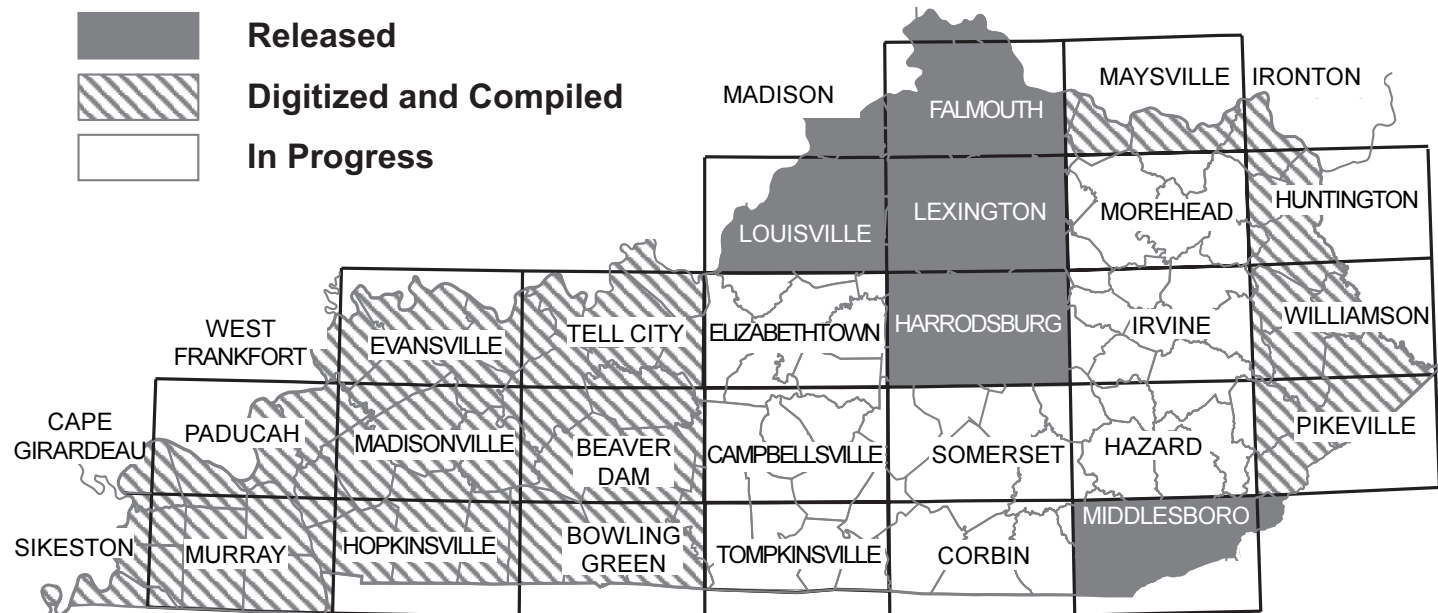 Released
Digitized and Compiled
In Progress
MADISON
FALMOUTH
MAYSVILLE
IRONTON
LOUISVILLE
LEXINGTON
MOREHEAD
HUNTINGTON
WEST
FRANKFORT
EVANSVILLE
TELL CITY
ELIZABETHTOWN
HARRODSBURG
IRVINE
WILLIAMSON
CAPE
GIRARDEAU
PADUCAH
MADISONVILLE
BEAVER
DAM
CAMPBELLSVILLE
SOMERSET
HAZARD
PIKEVILLE
SIKESTON
MURRAY
HOPKINSVILLE
BOWLING
GREEN
TOMPKINSVILLE
CORBIN
MIDDLESBORO